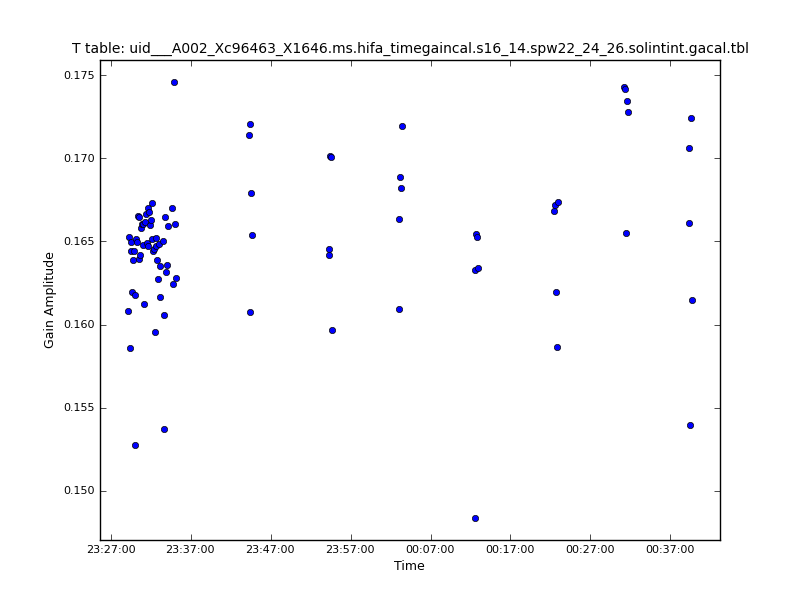 T table: uid___A002_Xc96463_X1646.ms.hifa_timegaincal.s16_14.spw22_24_26.solintint.gacal.tbl
0.175
0.170
0.165
0.160
0.155
0.150
Gain Amplitude
23:27:00 23:37:00 23:47:00 23:57:00 00:07:00 00:17:00 00:27:00 00:37:00
Time